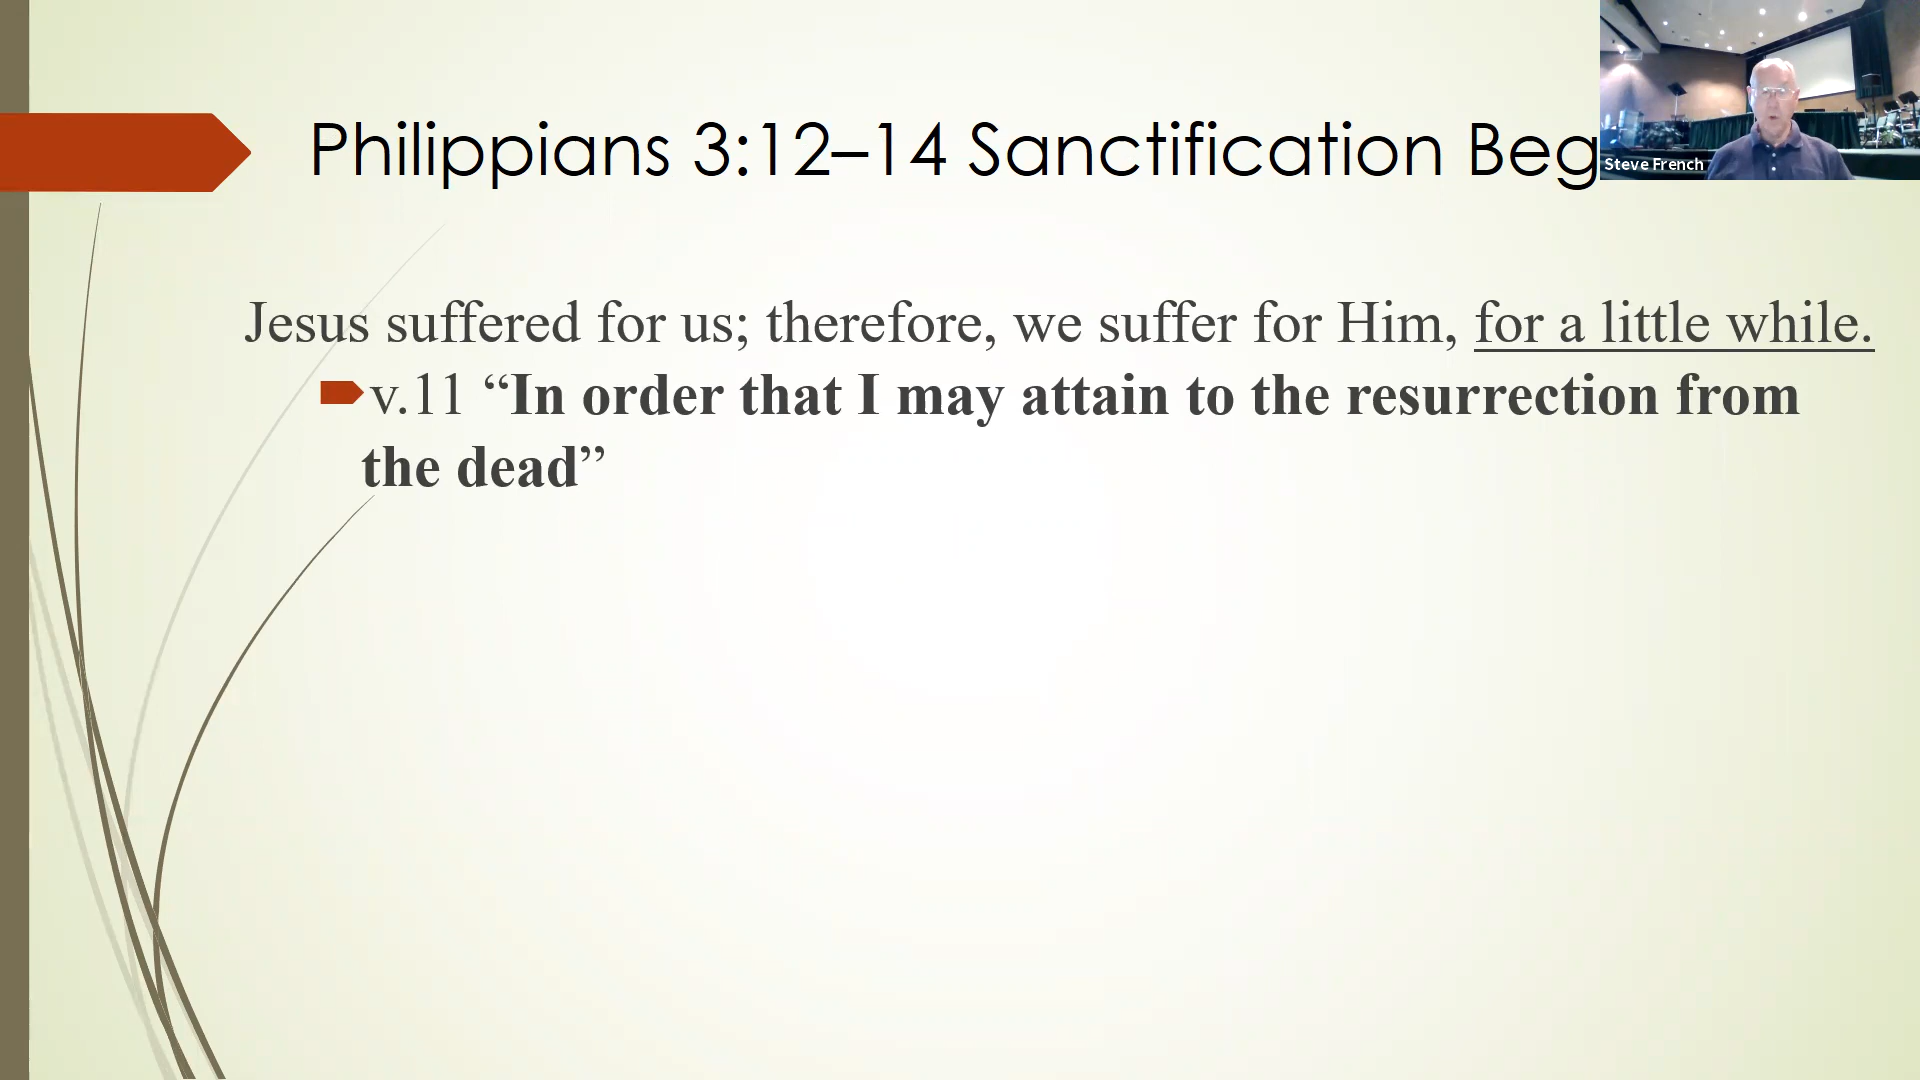 Philippians 3:12–14 Sanctification Beg
Steve French
Jesus suffered for us; therefore, we suffer for Him, for a little while.
v.11 “In order that I may attain to the resurrection from
the dead”